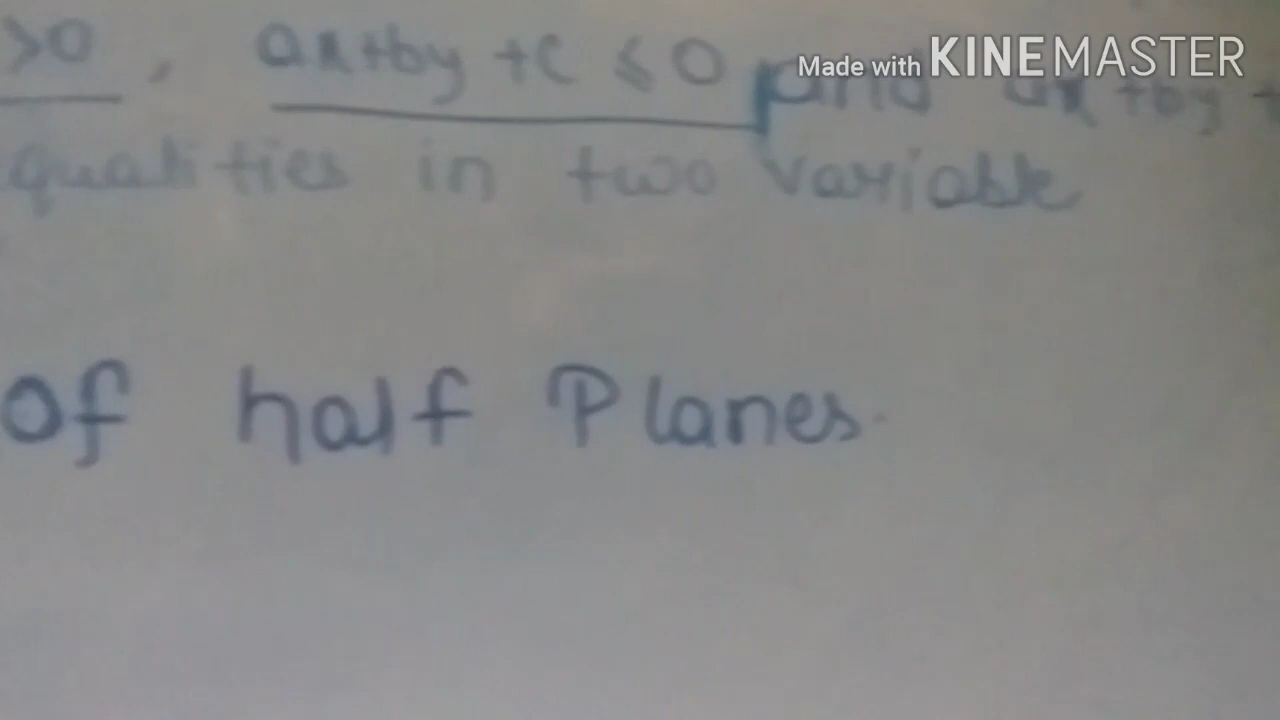 >0 , ax+by +c ≤ 0 and ax+by +
Made with KINEMASTER
qualities in two variable
of half Planes.